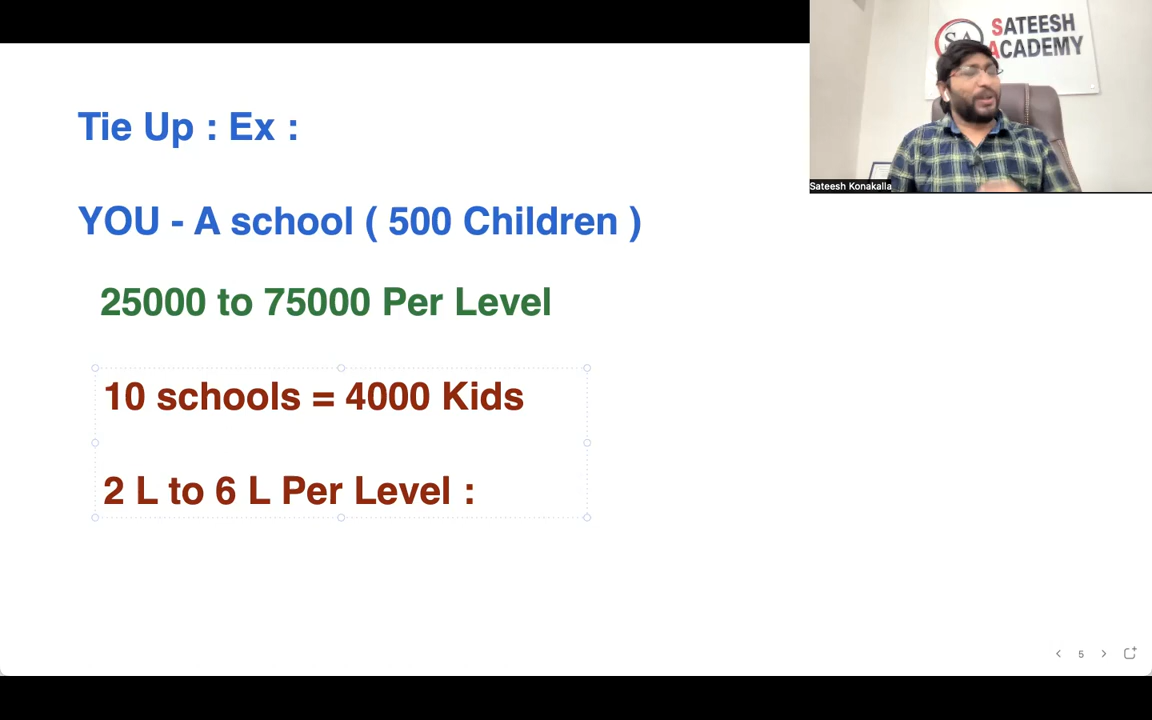 SA
SATEESH
ACADEMY
Sateesh Konakalla
Tie Up : Ex :
YOU - A school ( 500 Children )
25000 to 75000 Per Level
10 schools = 4000 Kids
2 L to 6 L Per Level :
5